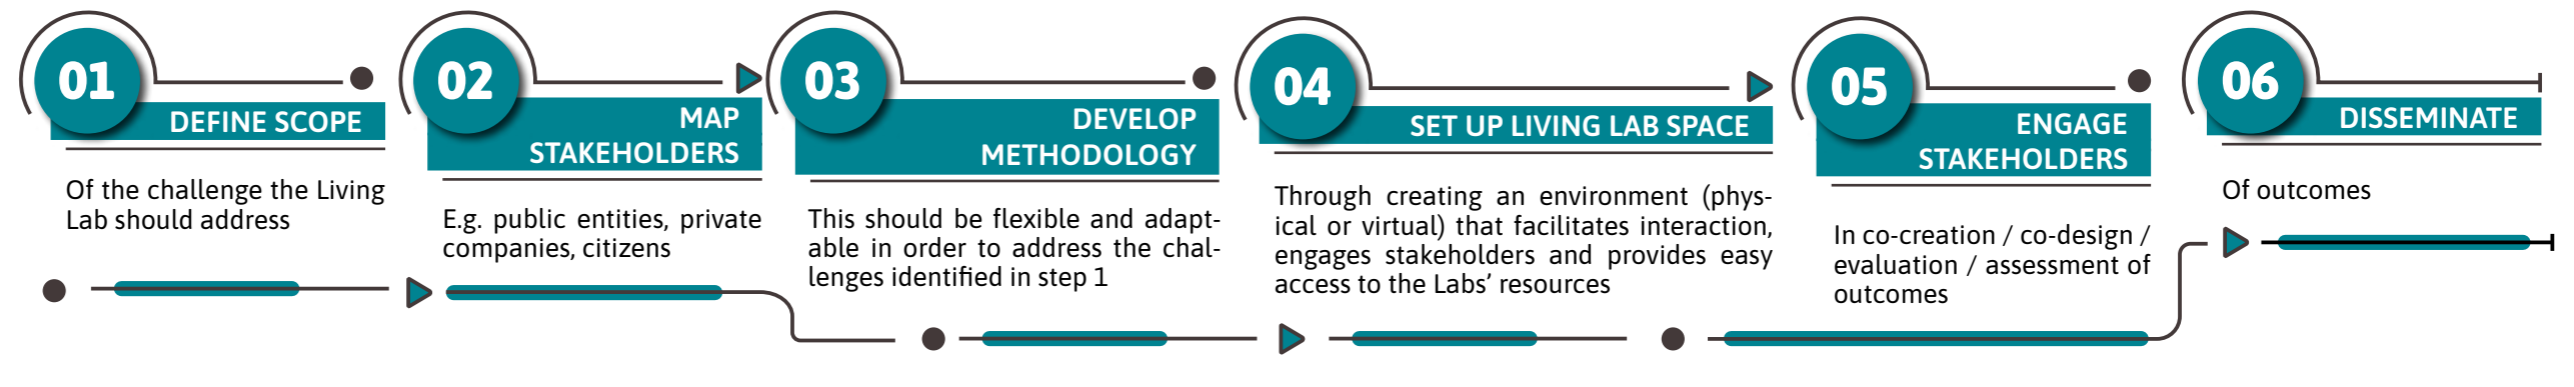 01
DEFINE SCOPE
Of the challenge the Living
Lab should address
02
MAP
STAKEHOLDERS
E.g. public entities, private
companies, citizens
03
DEVELOP
METHODOLOGY
This should be flexible and adapt-
able in order to address the chal-
lenges identified in step 1
04
SET UP LIVING LAB SPACE
Through creating an environment (phys-
ical or virtual) that facilitates interaction,
engages stakeholders and provides easy
access to the Labs’ resources
05
ENGAGE
STAKEHOLDERS
In co-creation / co-design /
evaluation / assessment of
outcomes
06
DISSEMINATE
Of outcomes